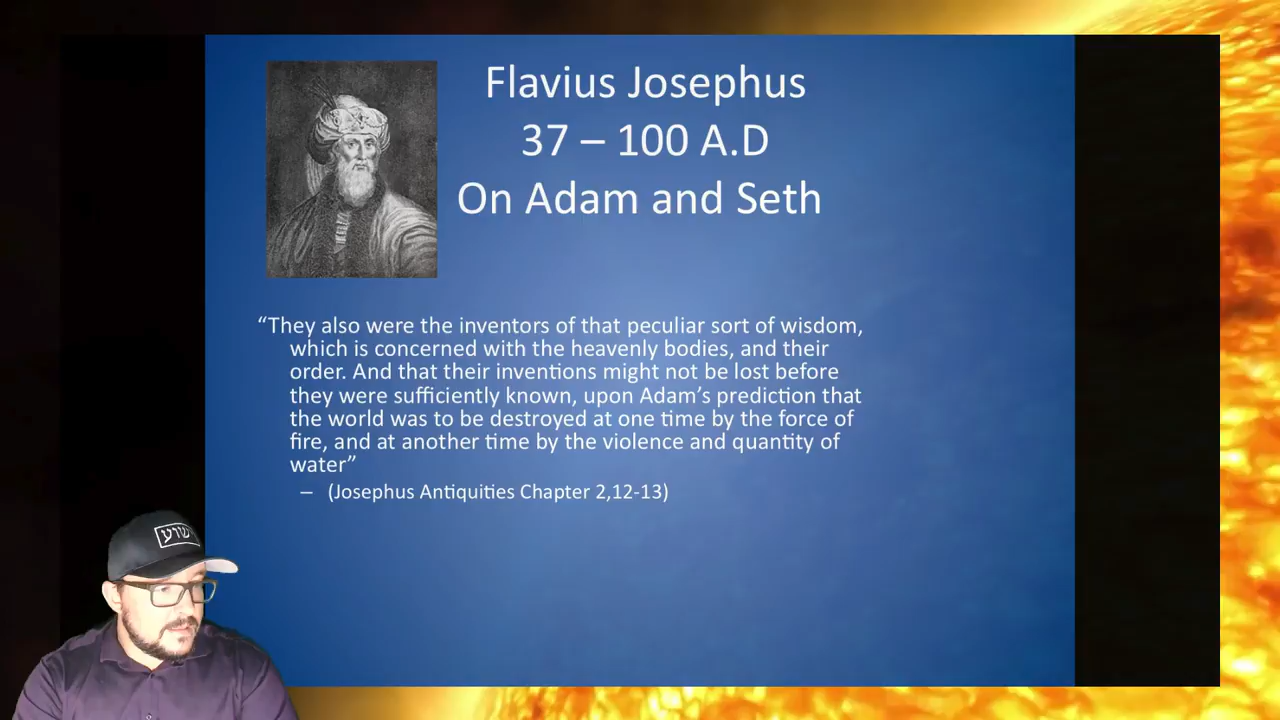 Flavius Josephus
37 – 100 A.D
On Adam and Seth
“They also were the inventors of that peculiar sort of wisdom,
which is concerned with the heavenly bodies, and their
order. And that their inventions might not be lost before
they were sufficiently known, upon Adam’s prediction that
the world was to be destroyed at one time by the force of
fire, and at another time by the violence and quantity of
water”
– (Josephus Antiquities Chapter 2,12-13)
ישוע